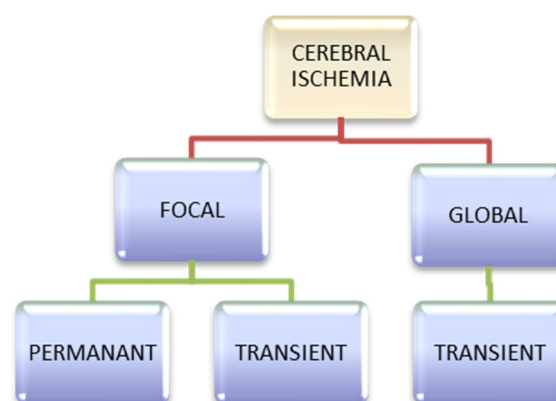 CEREBRAL
ISCHEMIA
FOCAL
GLOBAL
PERMANANT
TRANSIENT
TRANSIENT